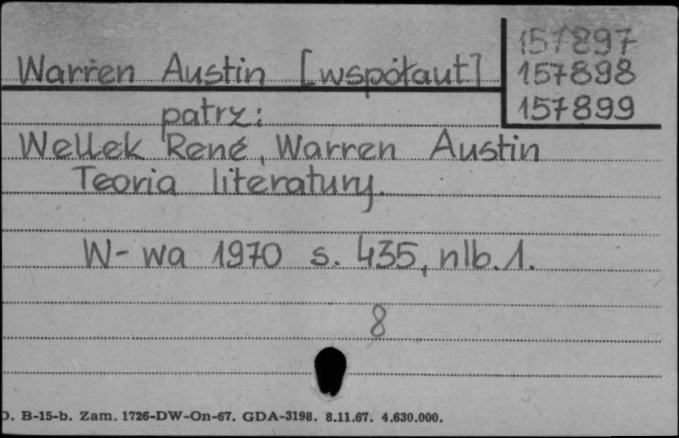 157897
Warren Austin [współaut] 157898
157899
patrz:
Wellek René, Warren Austin
Teoria literatury.
W-wa 1970 s. 435, nlb. 1.
8
D. B-15-b. Zam. 1726-DW-On-67. GDA-3198. 8.11.67. 4.630.000.